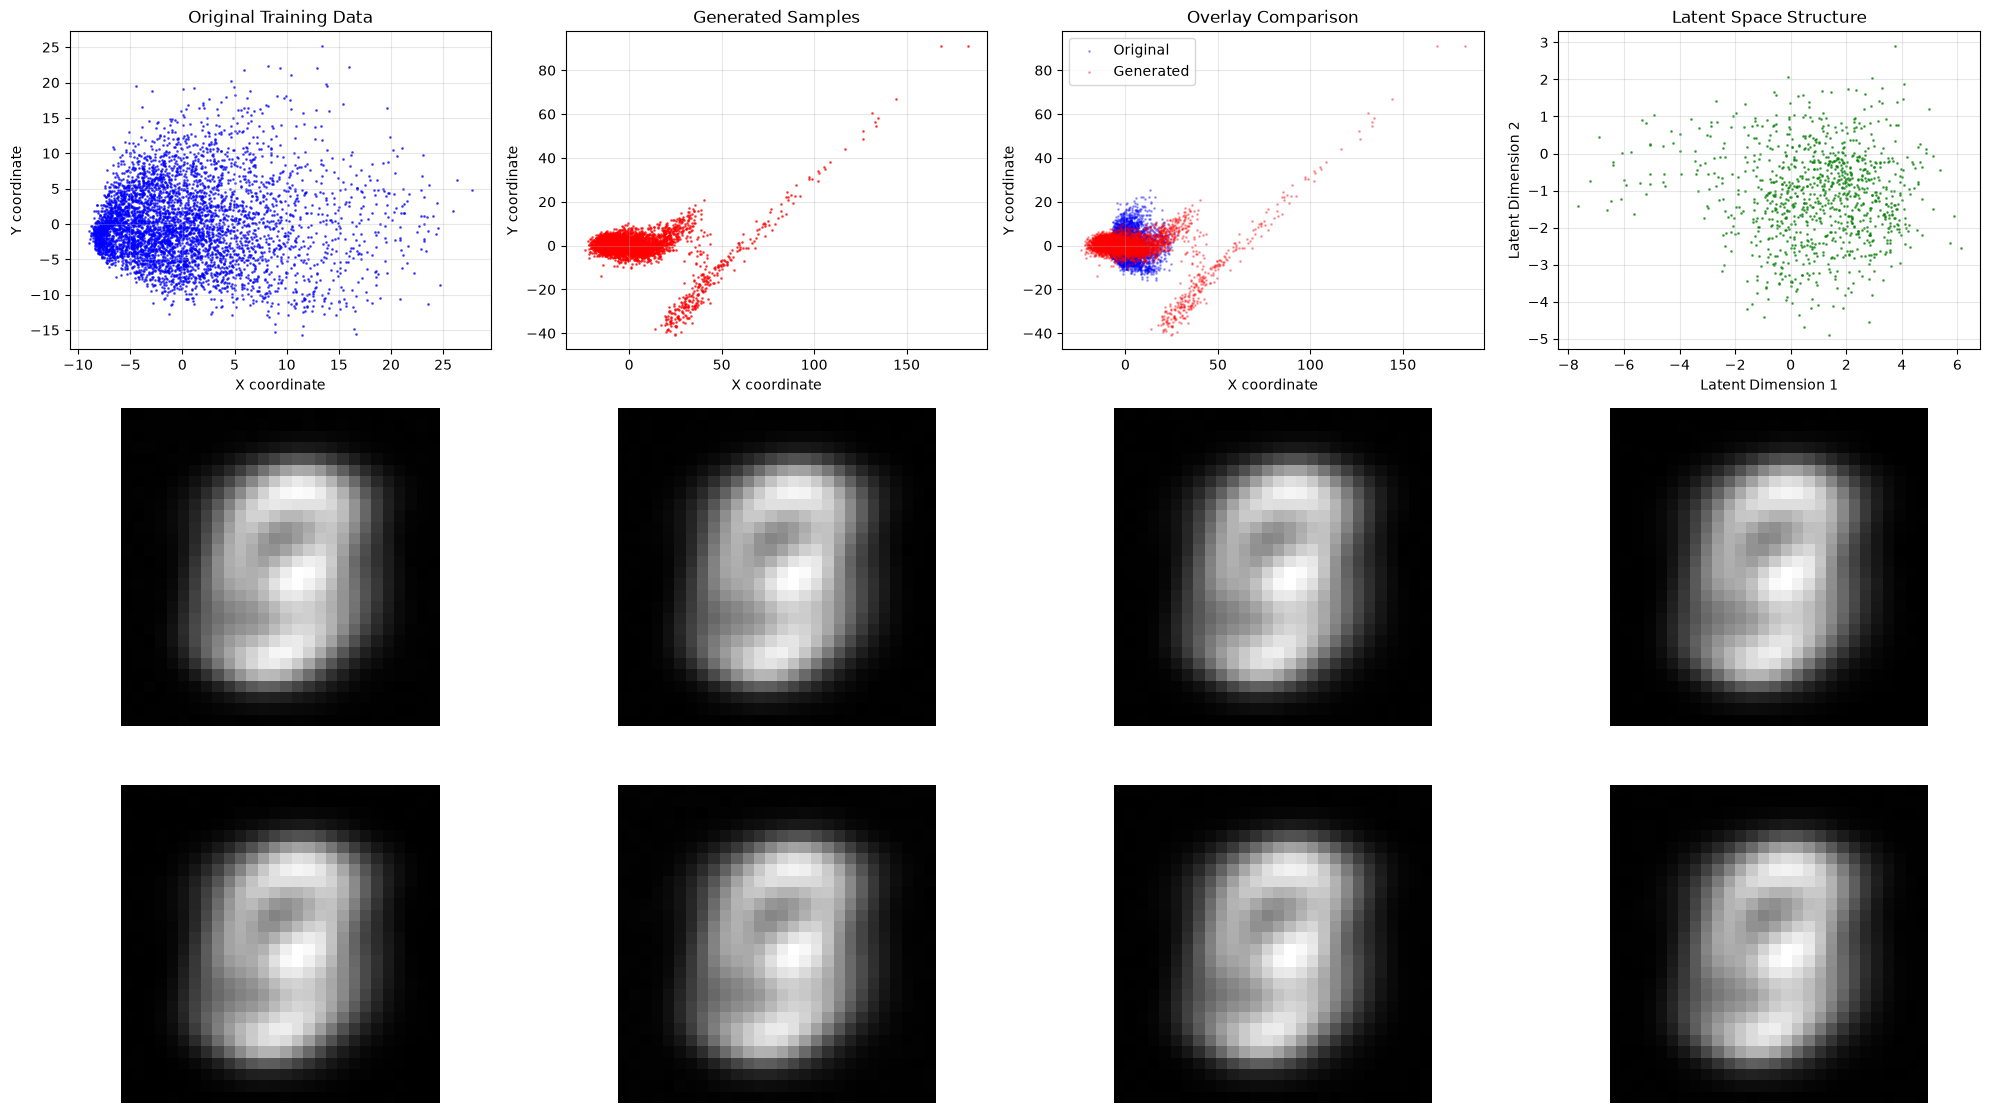 Original Training Data
25
20
15
10
5
0
−5
−10
−15
Y coordinate
−10 −5 0 5 10 15 20 25
X coordinate
Generated Samples
80
60
40
20
0
−20
−40
Y coordinate
0 50 100 150
X coordinate
Overlay Comparison
Original
Generated
80
60
40
20
0
−20
−40
Y coordinate
0 50 100 150
X coordinate
Latent Space Structure
3
2
1
0
−1
−2
−3
−4
−5
Latent Dimension 2
−8 −6 −4 −2 0 2 4 6
Latent Dimension 1